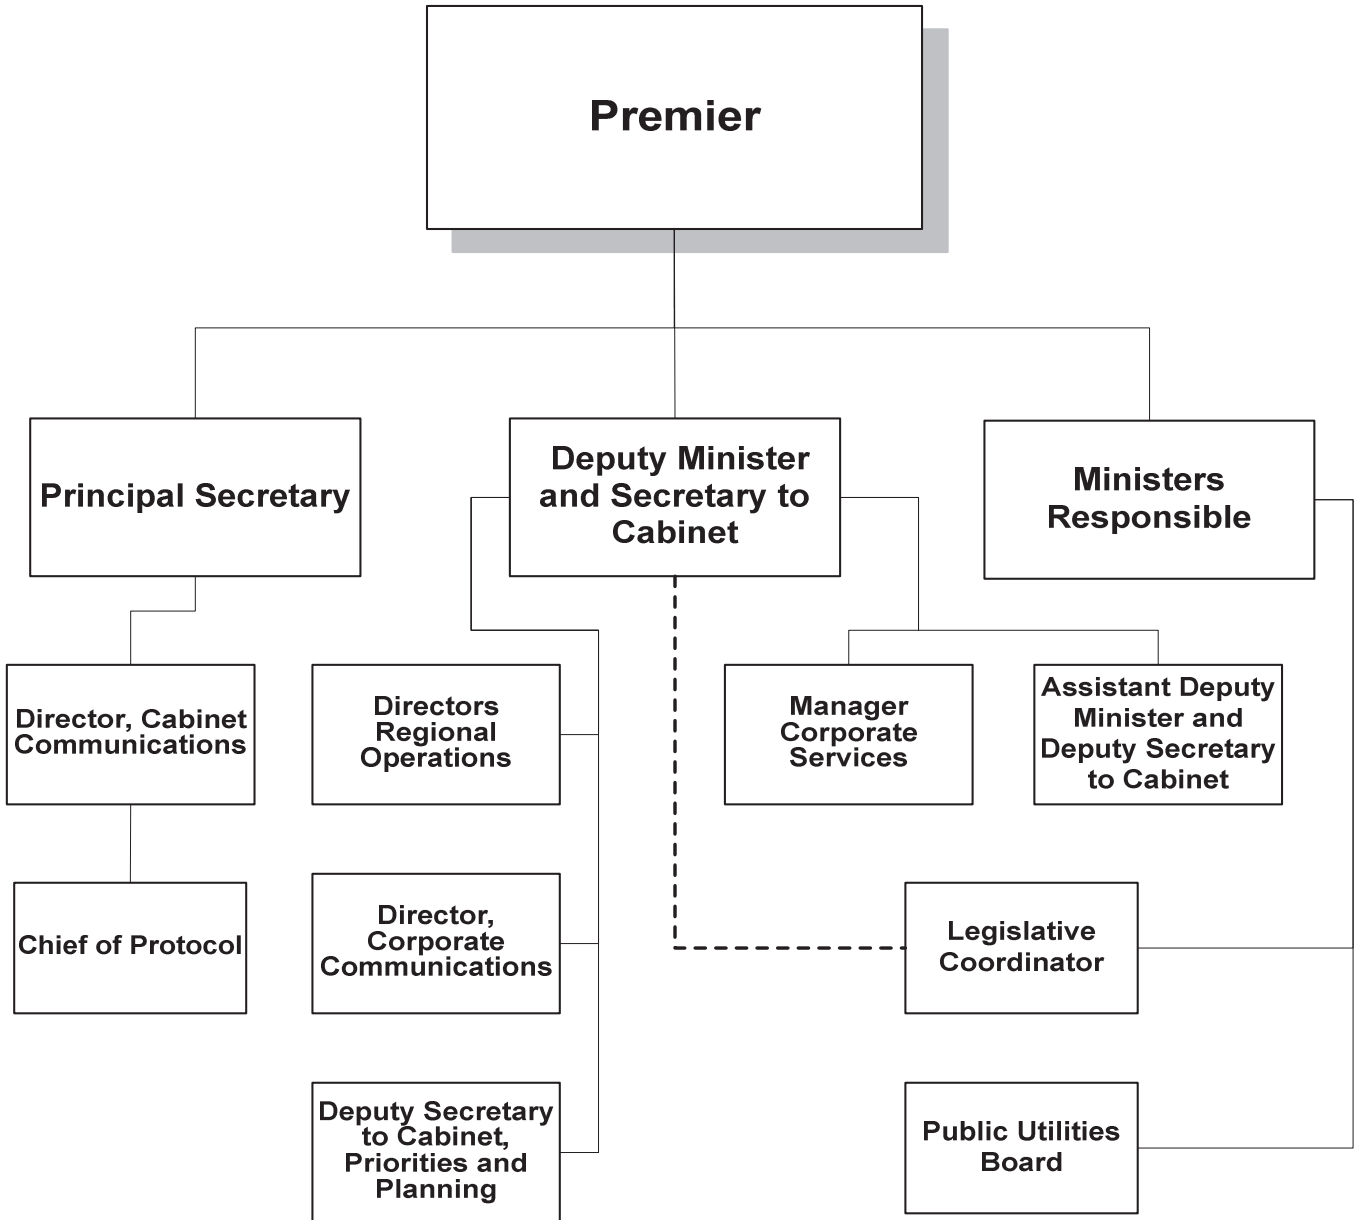 Premier
Principal Secretary
Deputy Minister
and Secretary to
Cabinet
Ministers
Responsible
Director, Cabinet
Communications
Directors
Regional
Operations
Manager
Corporate
Services
Assistant Deputy
Minister and
Deputy Secretary
to Cabinet
Chief of Protocol
Director,
Corporate
Communications
Legislative
Coordinator
Deputy Secretary
to Cabinet,
Priorities and
Planning
Public Utilities
Board